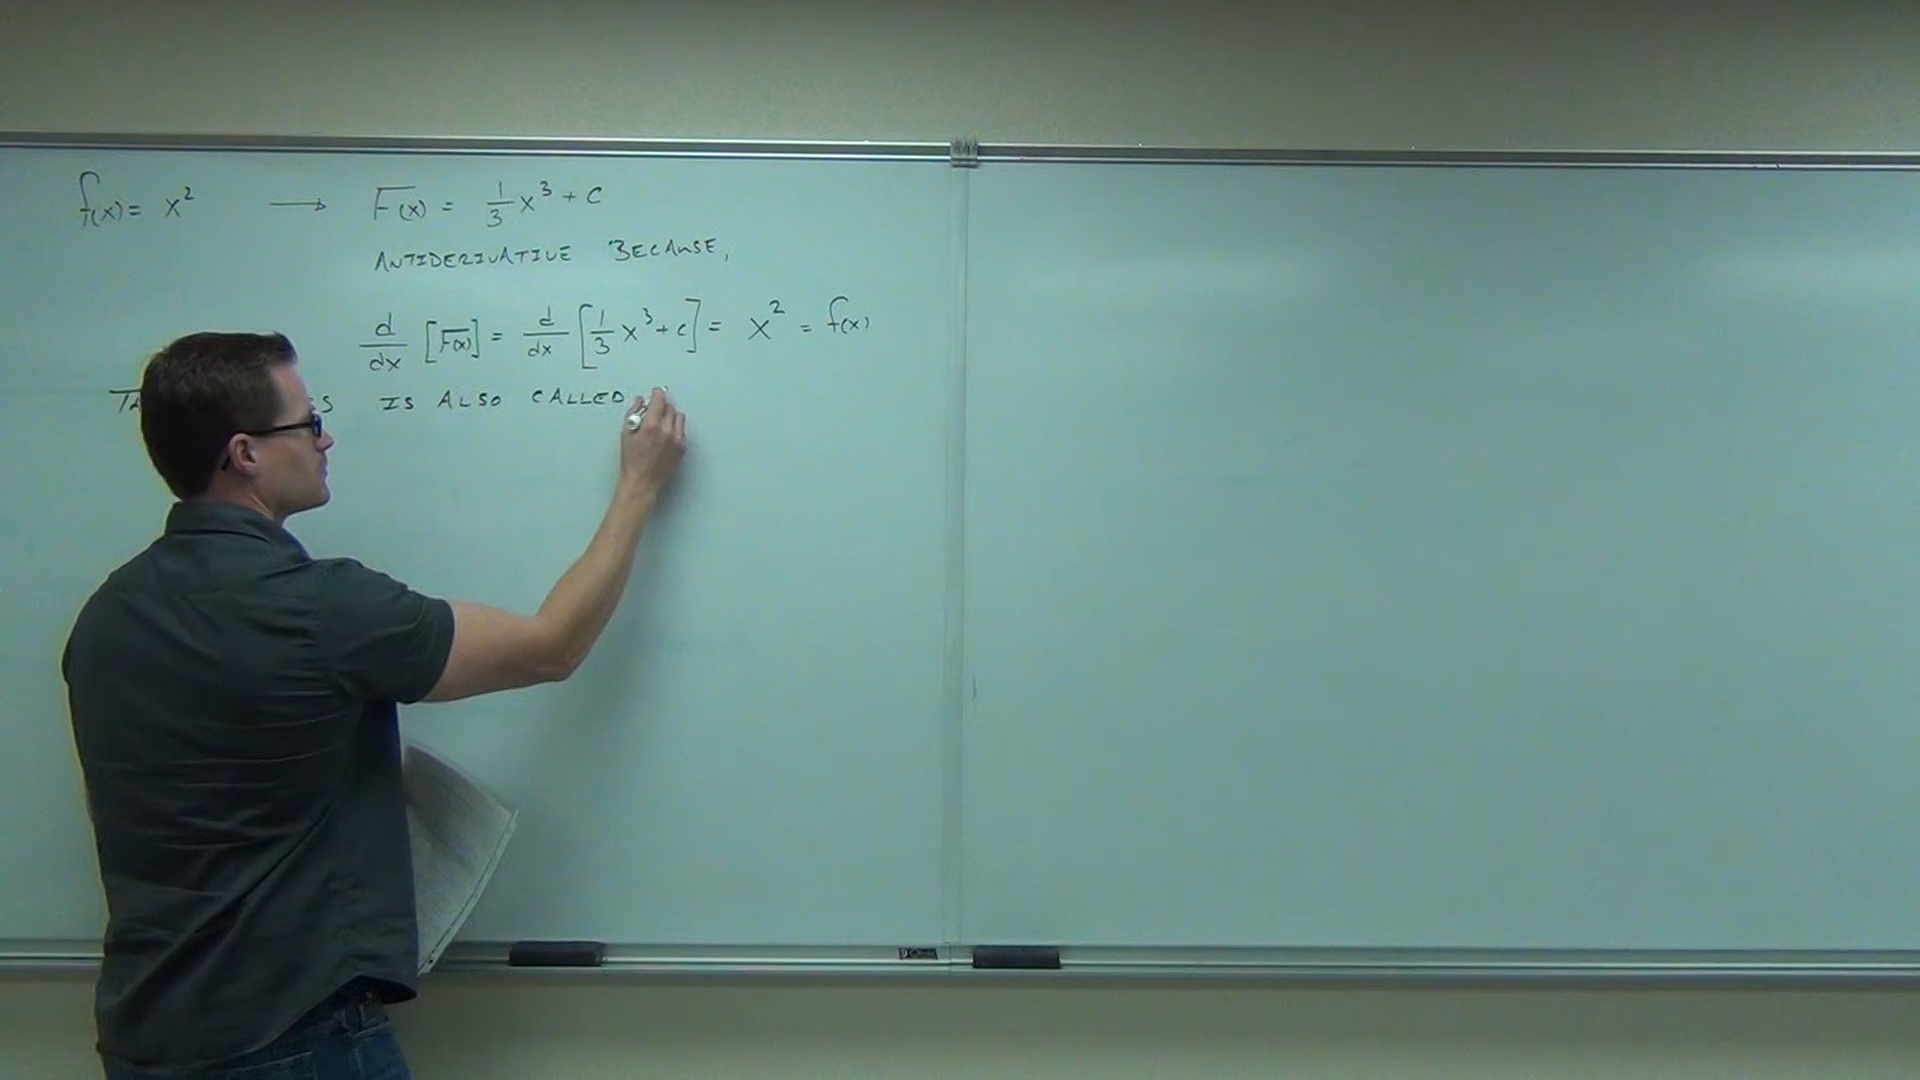 f(x) = x² → F(x) = 1/3 x³ + C
ANTIDERIVATIVE BECAUSE,
d/dx [F(x)] = d/dx [1/3 x³ + C] = x² = f(x)
IS ALSO CALLED